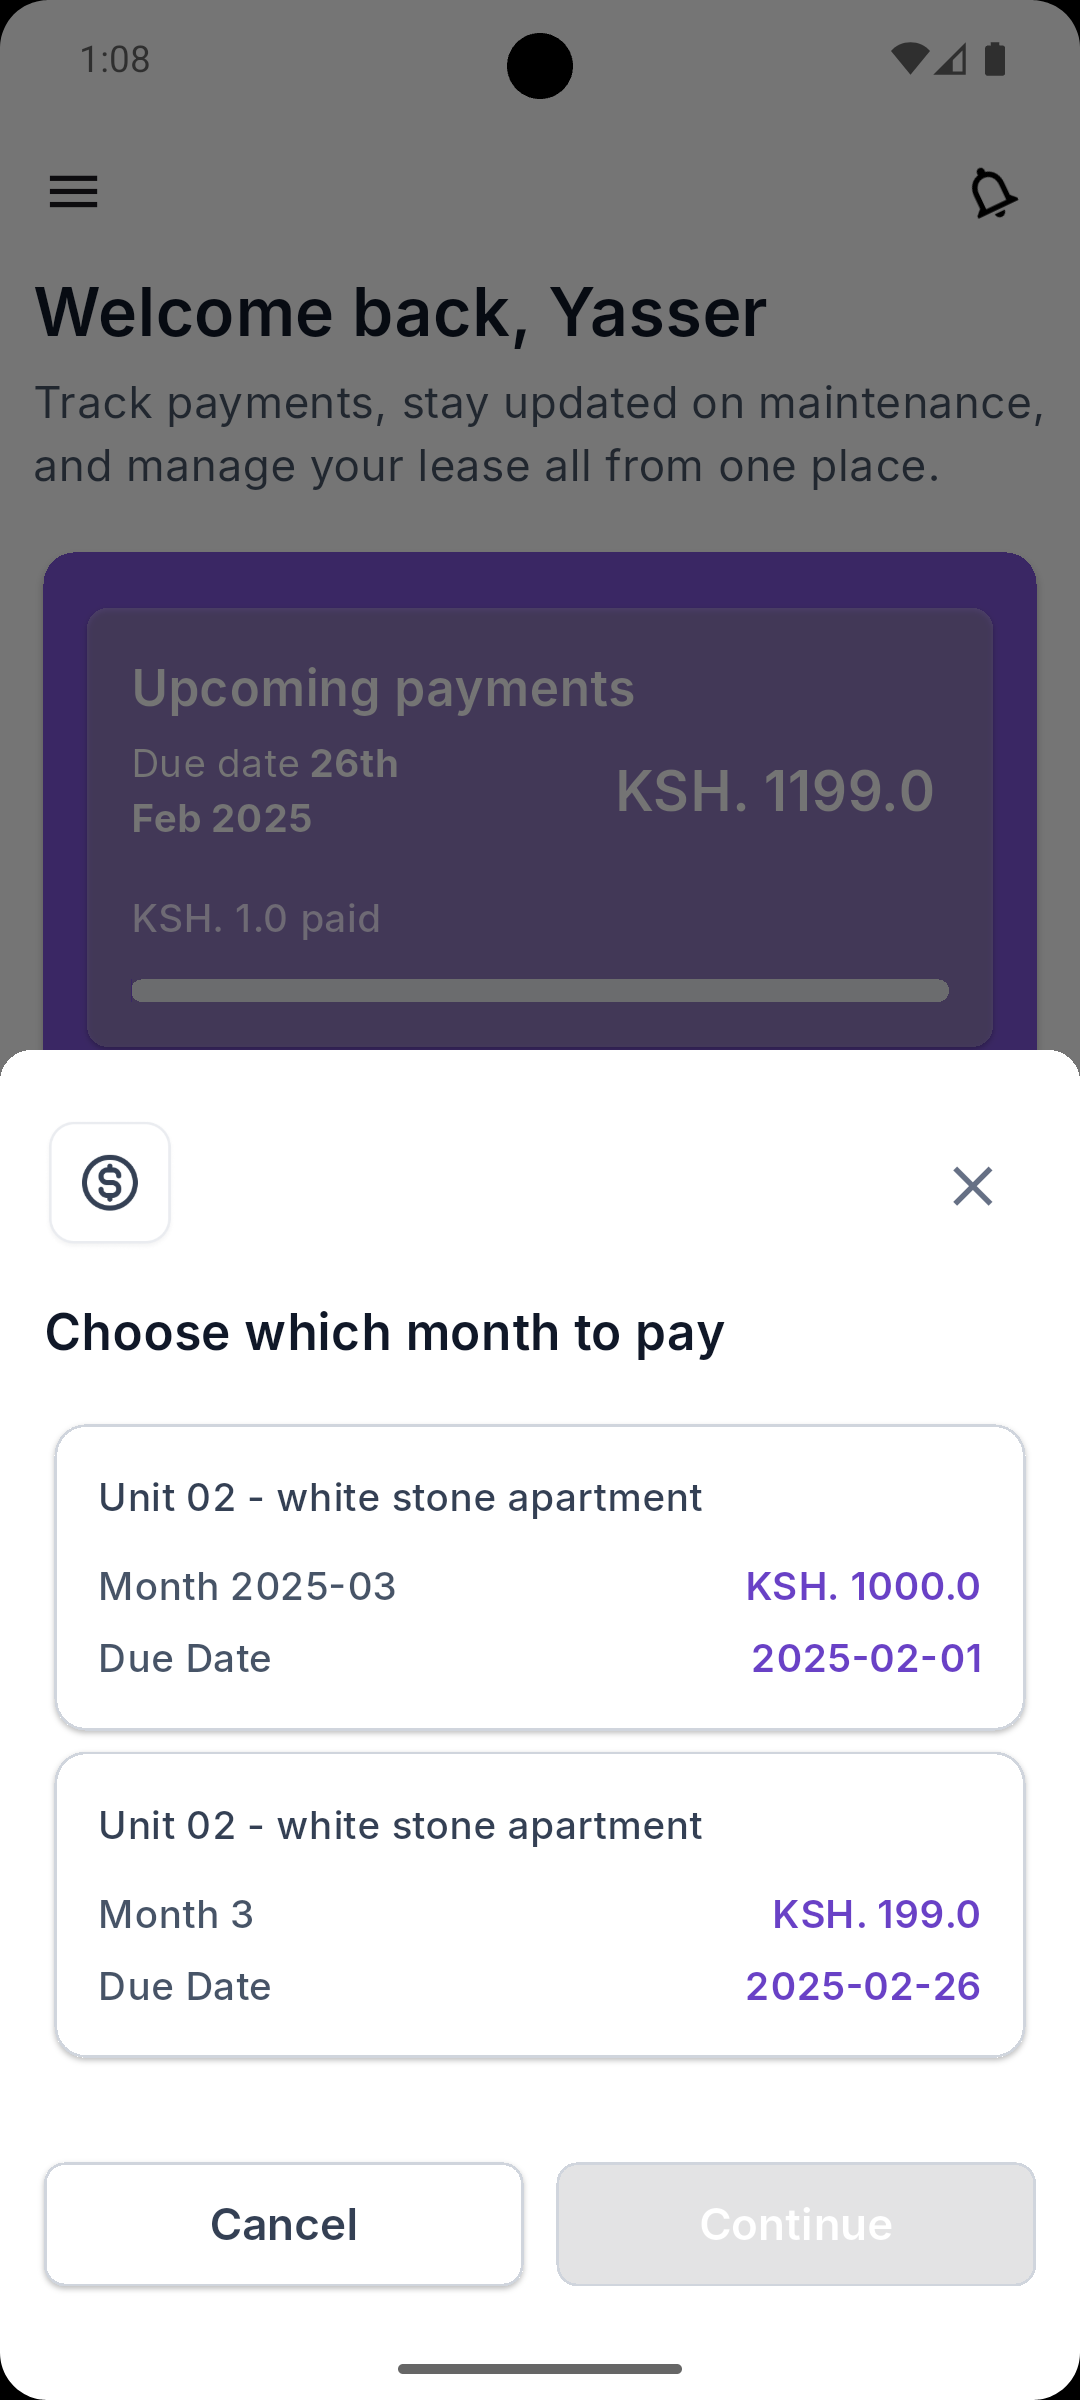 1:08
Welcome back, Yasser
Track payments, stay updated on maintenance,
and manage your lease all from one place.
Upcoming payments
Due date 26th
Feb 2025
KSH. 1199.0
KSH. 1.0 paid
Choose which month to pay
Unit 02 - white stone apartment
Month 2025-03 KSH. 1000.0
Due Date 2025-02-01
Unit 02 - white stone apartment
Month 3 KSH. 199.0
Due Date 2025-02-26
Cancel Continue